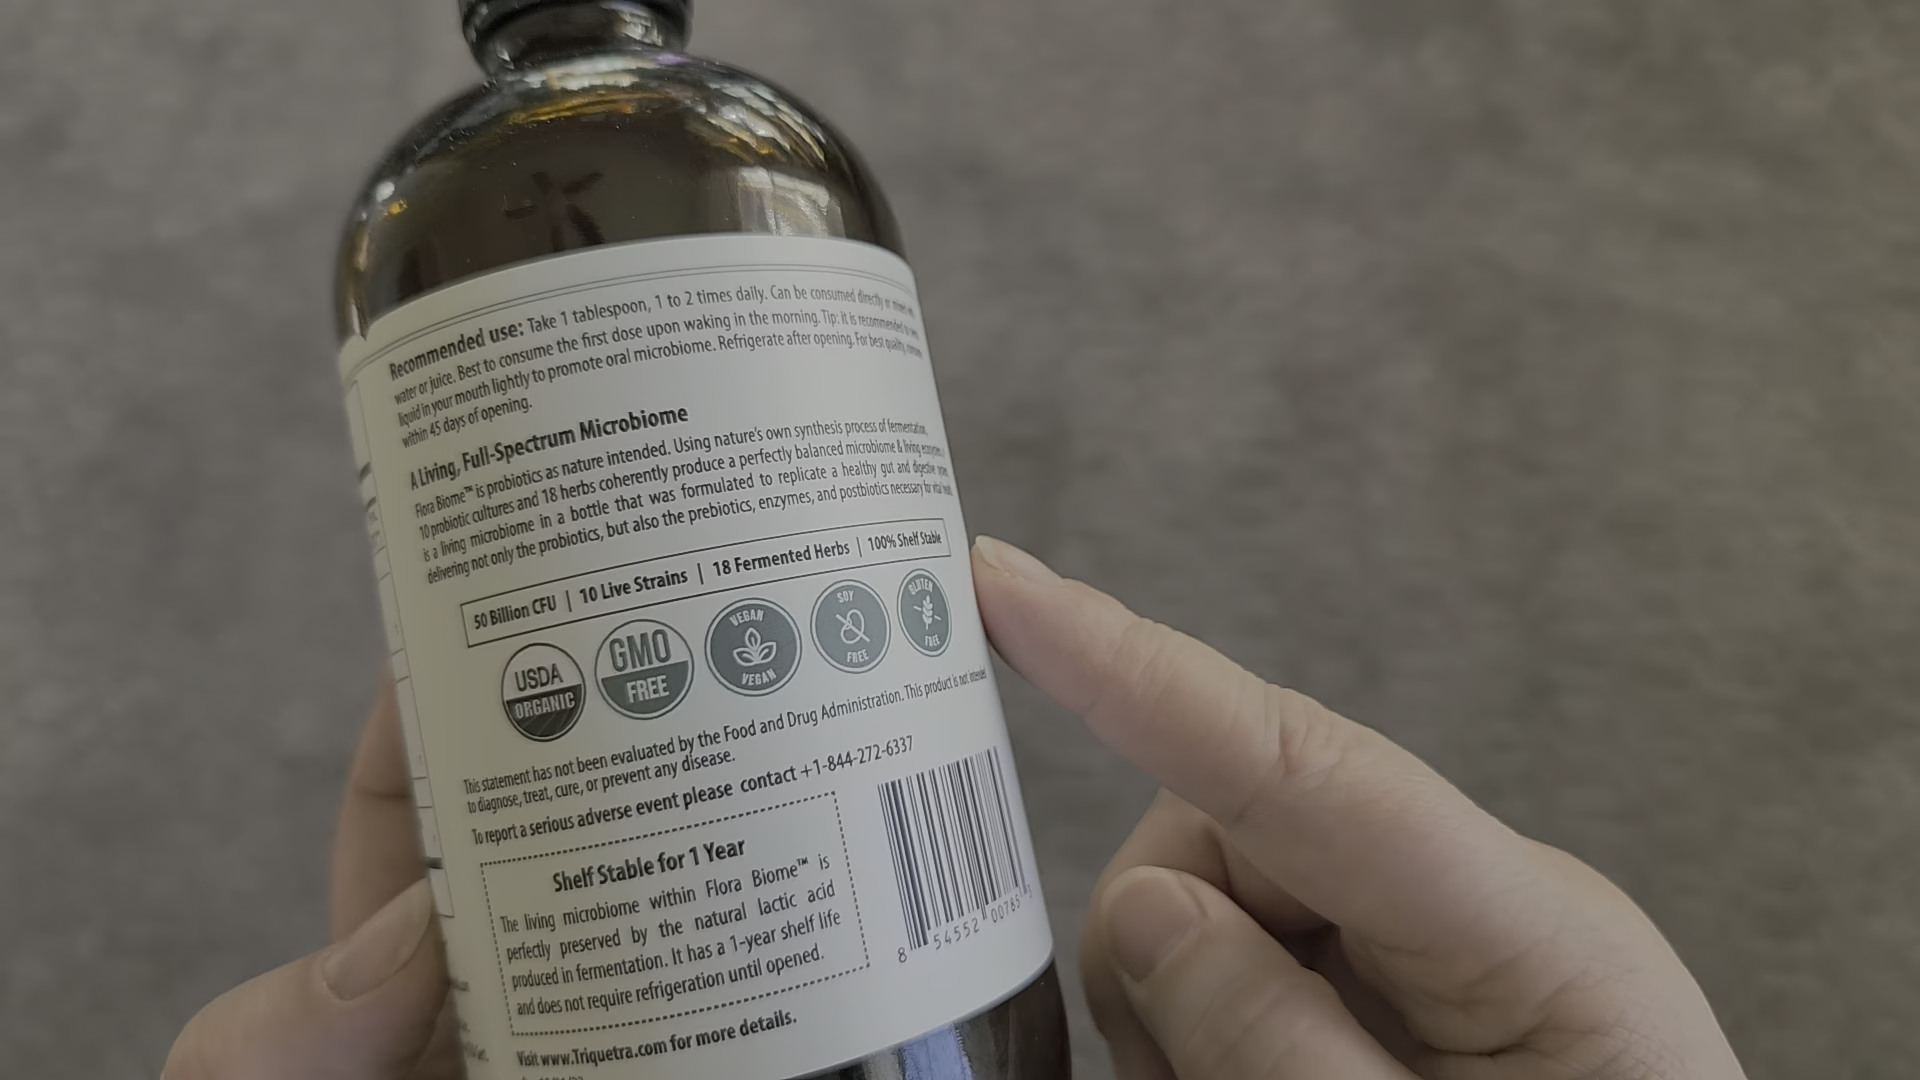 Recommended use: Take 1 tablespoon, 1 to 2 times daily. Can be consumed directly or mixed
water or juice. Best to consume the first dose upon waking in the morning. Tip: It is recommended to
liquid in your mouth lightly to promote oral microbiome. Refrigerate after opening. For best quality,
within 45 days of opening.
A Living, Full-Spectrum Microbiome
Flora Biome™ is probiotics as nature intended. Using nature's own synthesis process of fermentation,
10 probiotic cultures and 18 herbs coherently produce a perfectly balanced microbiome & living
is a living microbiome in a bottle that was formulated to replicate a healthy gut and digestive
delivering not only the probiotics, but also the prebiotics, enzymes, and postbiotics necessary for vital
50 Billion CFU | 10 Live Strains | 18 Fermented Herbs | 100% Shelf Stable
USDA
ORGANIC
GMO
FREE
VEGAN
VEGAN
SOY
FREE
GLUTEN
FREE
This statement has not been evaluated by the Food and Drug Administration. This product is not intended
to diagnose, treat, cure, or prevent any disease.
To report a serious adverse event please contact +1-844-272-6337
Shelf Stable for 1 Year
The living microbiome within Flora Biome™ is
perfectly preserved by the natural lactic acid
produced in fermentation. It has a 1-year shelf life
and does not require refrigeration until opened.
8 54552 00785 3
Visit www.Triquetra.com for more details.